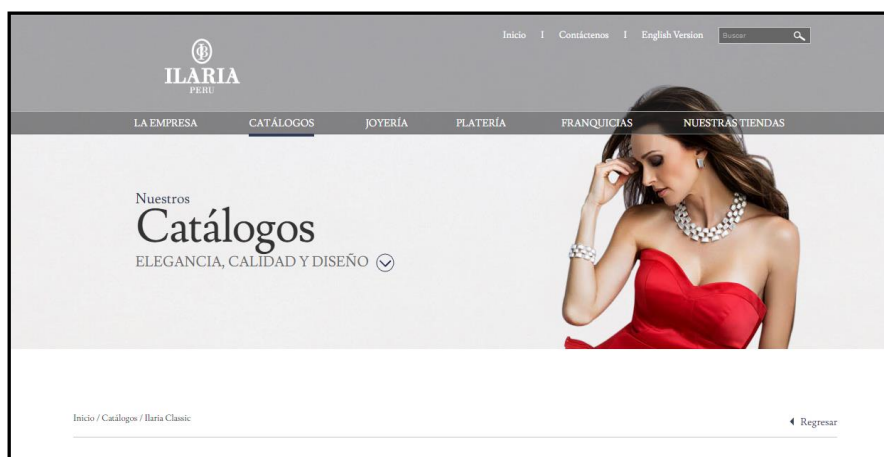 Inicio I Contáctenos I English Version Buscar
ILARIA
PERU
LA EMPRESA CATÁLOGOS JOYERÍA PLATERÍA FRANQUICIAS NUESTRAS TIENDAS
Nuestros
Catálogos
ELEGANCIA, CALIDAD Y DISEÑO
Inicio / Catálogos / Ilaria Classic
Regresar